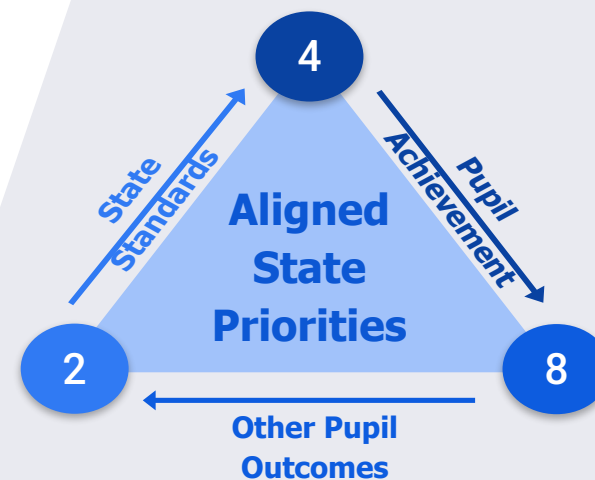 4
State
Standards
Pupil
Achievement
Aligned
State
Priorities
2
8
Other Pupil
Outcomes